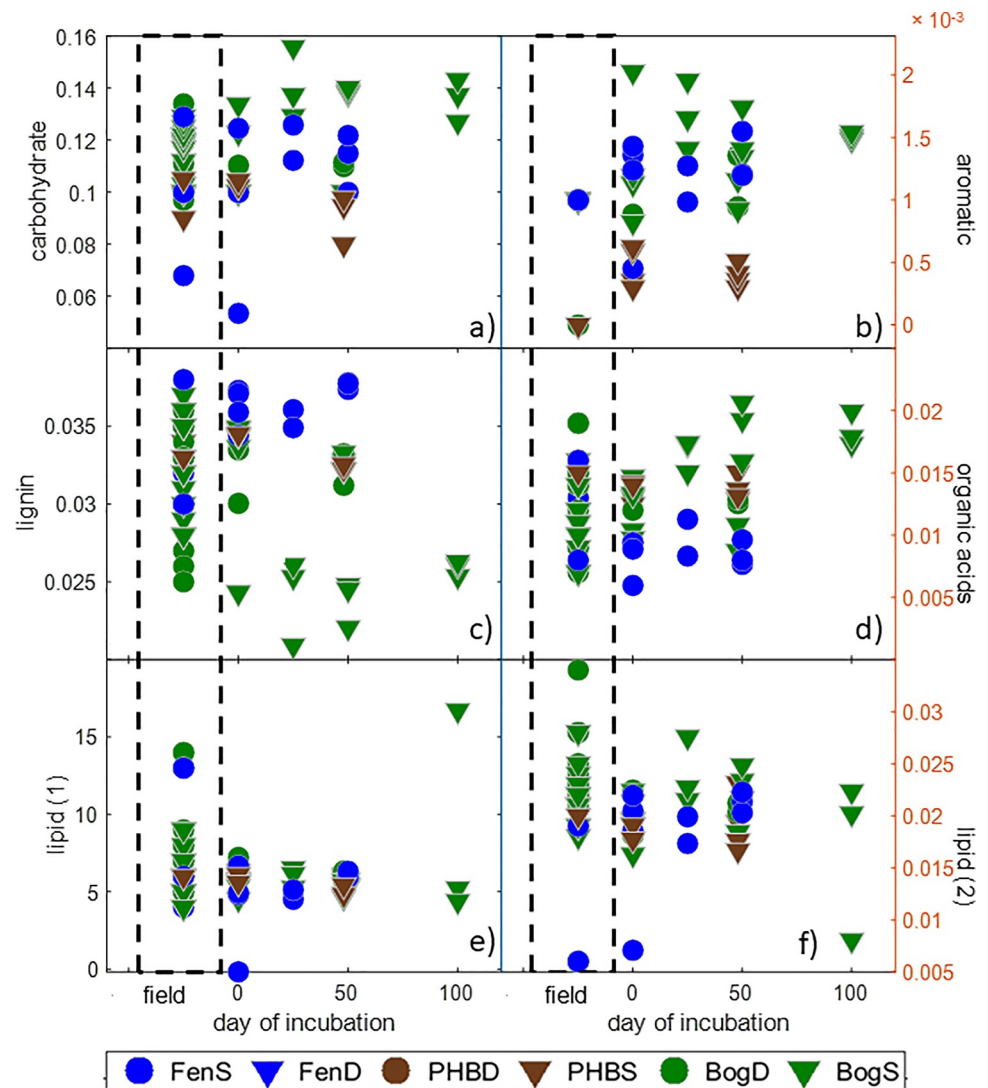 × 10⁻³
0.16
0.14
0.12
0.1
0.08
0.06
carbohydrate
a)
2
1.5
1
0.5
0
aromatic
b)
0.035
0.03
0.025
lignin
c)
0.02
0.015
0.01
0.005
organic acids
d)
15
10
5
0
lipid (1)
e)
0.03
0.025
0.02
0.015
0.01
0.005
lipid (2)
f)
field 0 50 100
field 0 50 100
day of incubation
day of incubation
FenS FenD PHBD PHBS BogD BogS